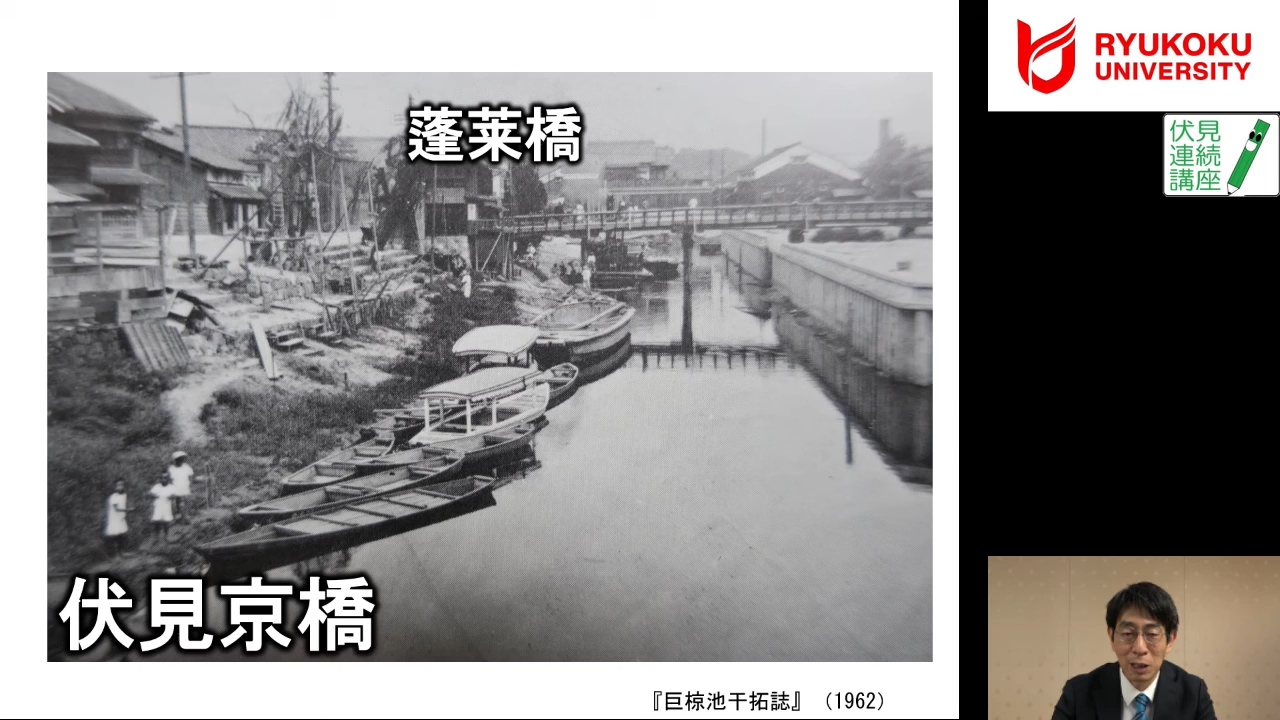 蓬莱橋
伏見京橋
『巨椋池干拓誌』（1962）
RYUKOKU
UNIVERSITY
伏見
連続
講座